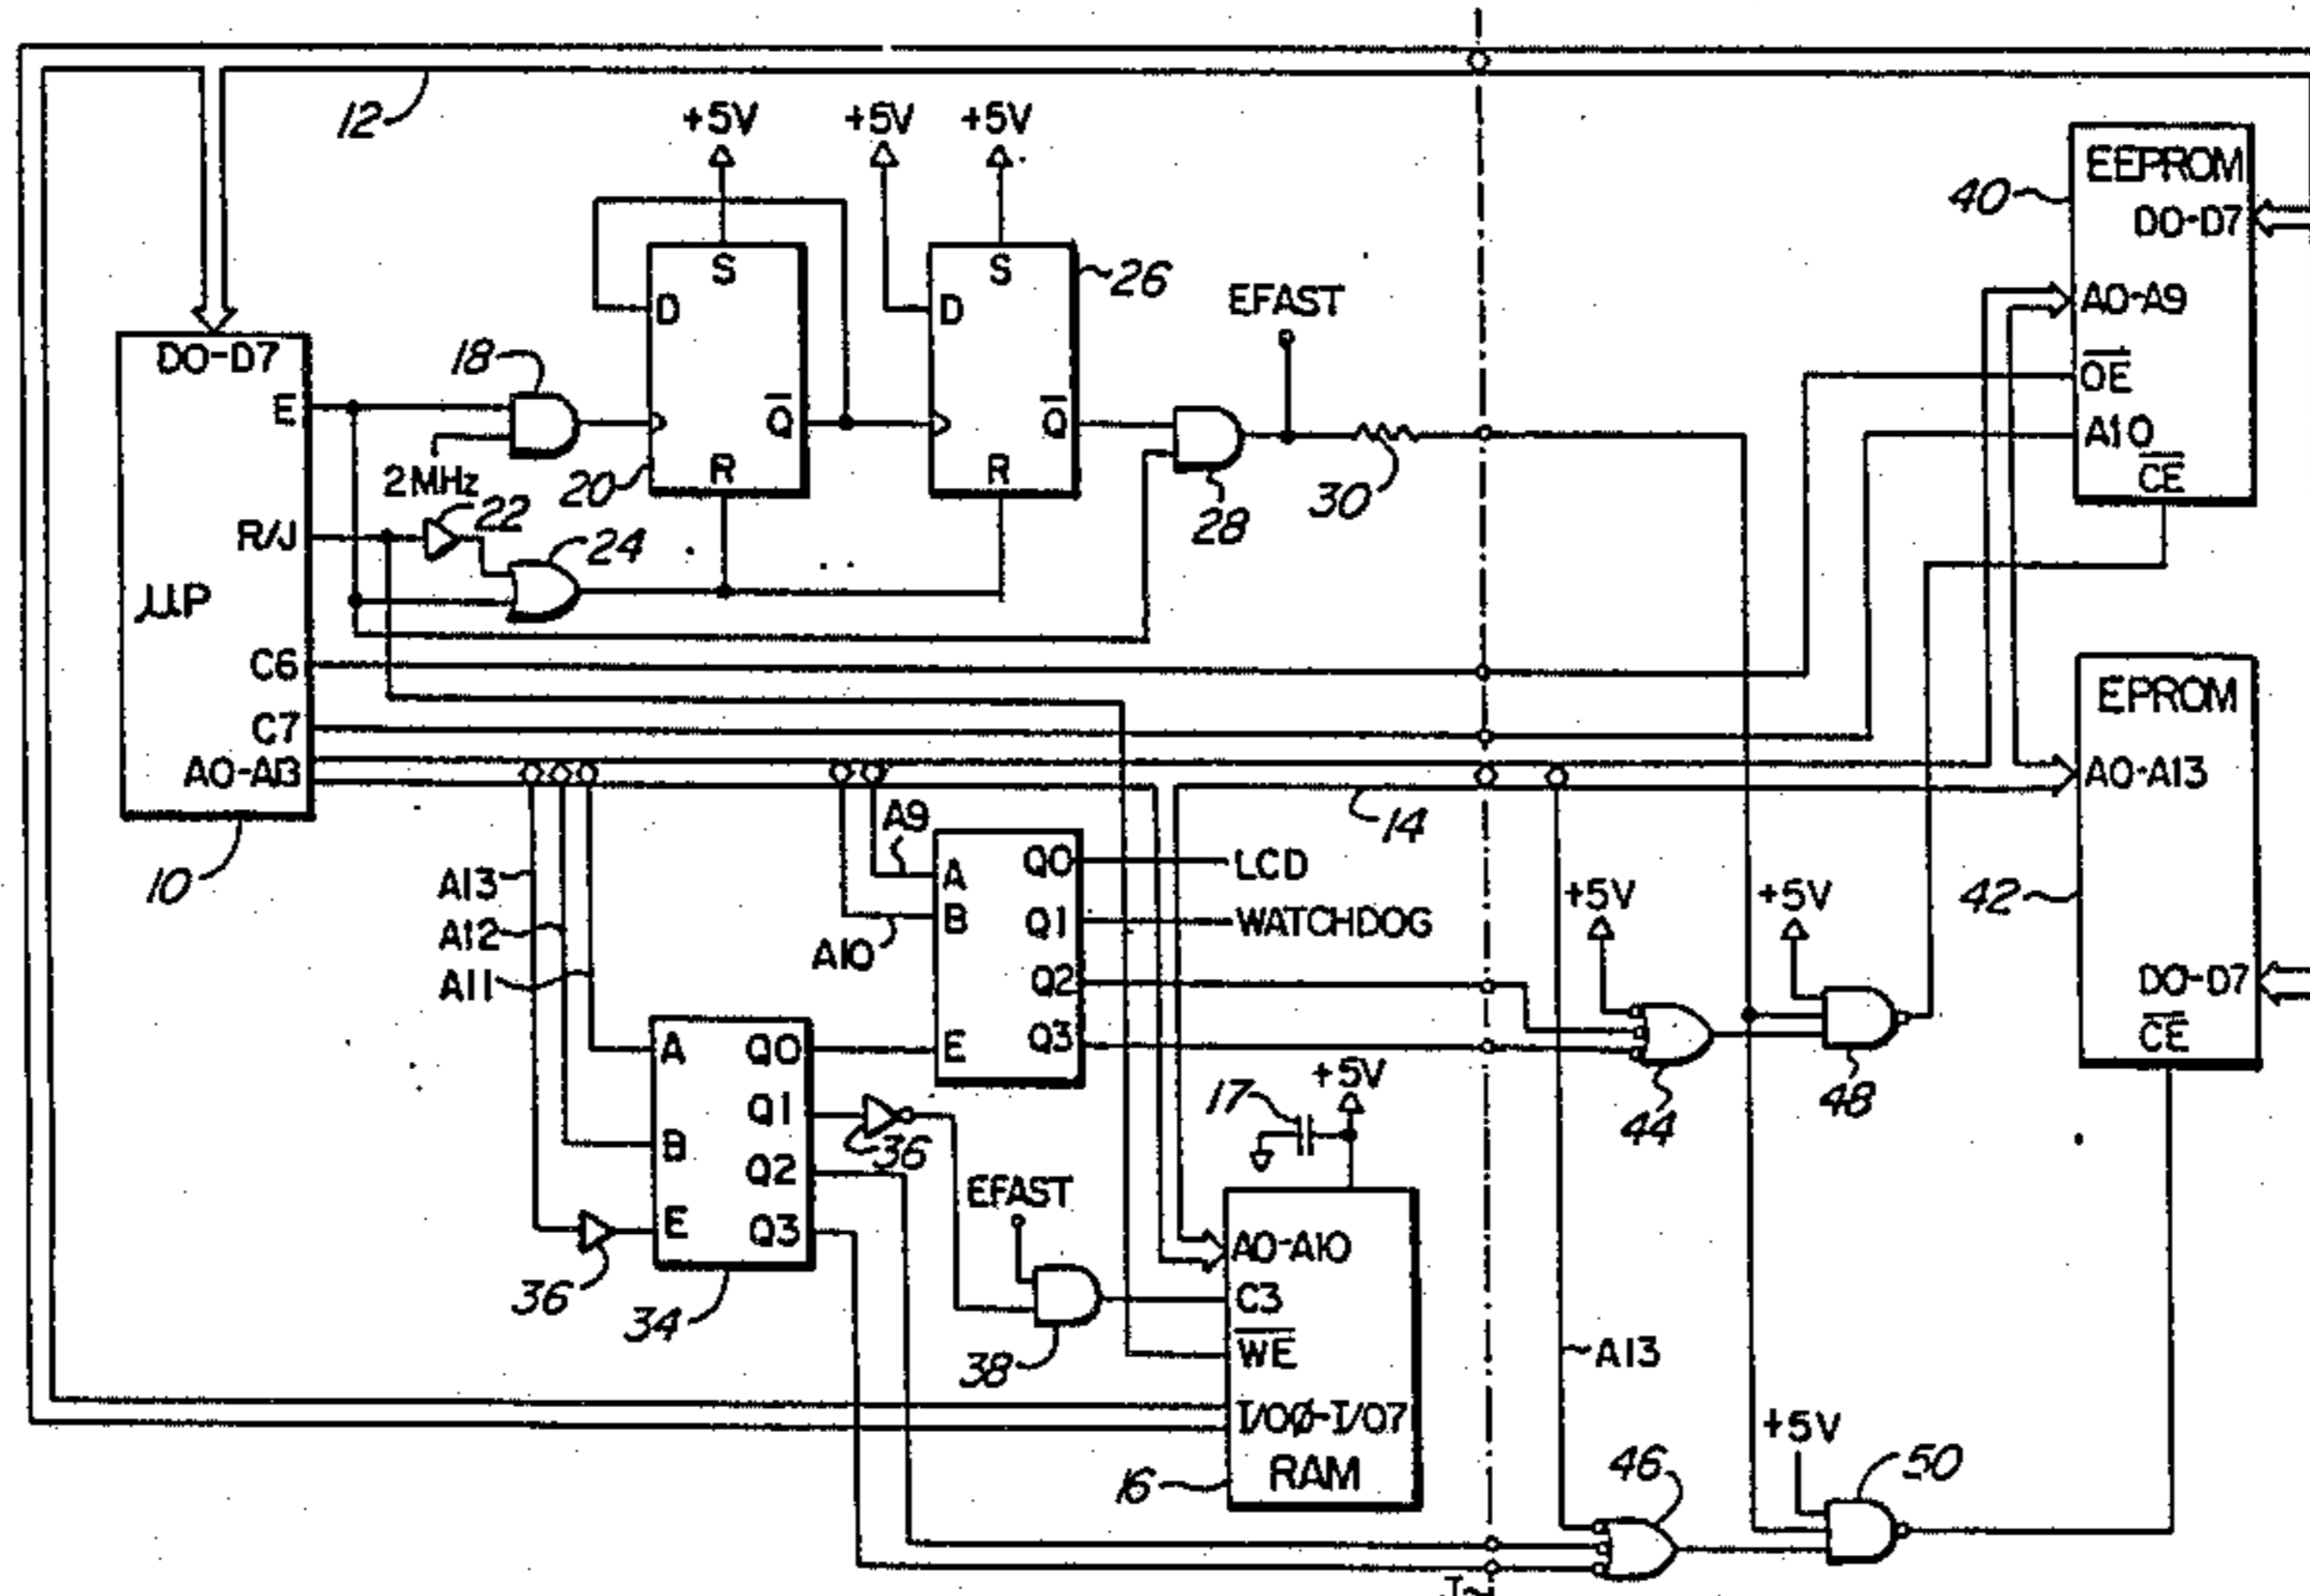 12
+5V +5V +5V
EEPROM
40
D0-D7
S S 26
D D
EFAST
A0-A9
D0-D7
18
OE
E
Q Q
A10
2MHz
20 R R
CE
22
30
28
R/J
24
μP
C6
EPROM
C7
A0-A13
A0-A13
A9
14
10
A13
A Q0 LCD
+5V +5V
42
A12
B Q1 WATCHDOG
A10
A11
Q2
D0-D7
E Q3
CE
A Q0
+5V
17
48
Q1
44
36
B
Q2
EFAST
E Q3
A0-A10
36
C3
34
WE
A13
38
I/O0̸-I/O7
+5V
RAM
16
46
50